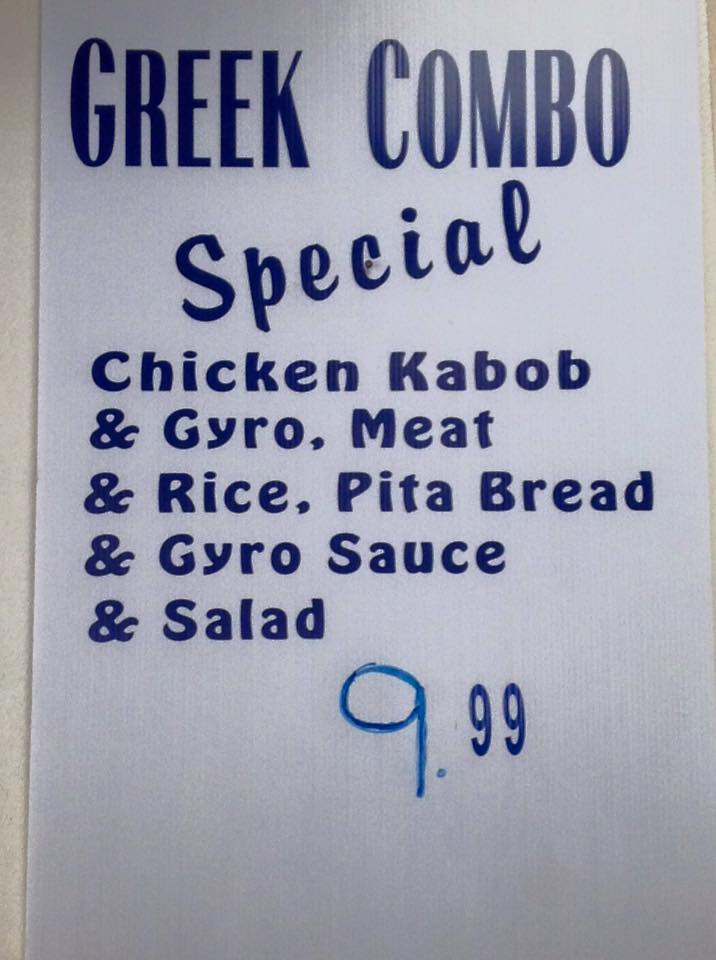 GREEK COMBO
Special
Chicken Kabob
& Gyro, Meat
& Rice, Pita Bread
& Gyro Sauce
& Salad
9.99